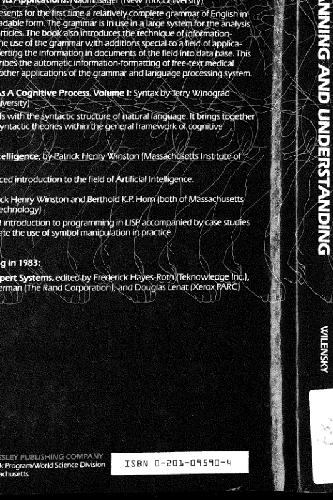 ts Applications. Naomi Sager (New York University)
esents for the first time a relatively complete grammar of English in
eadable form. The grammar is in use in a large system for the analysis
rticles. The book also introduces the technique of information-
he use of the grammar with additions special to a field of applica-
verting the information in documents of the field into data base. This
ribes the automatic information-formatting of free-text medical
other applications of the grammar and language processing system.
As A Cognitive Process, Volume I: Syntax by Terry Winograd
iversity)
ls with the syntactic structure of natural language. It brings together
yntactic theories within the general framework of cognitive
telligence, by Patrick Henry Winston (Massachusetts Institute of
ced introduction to the field of Artificial Intelligence.
ck Henry Winston and Berthold K.P. Horn (both of Massachusetts
echnology)
l introduction to programming in LISP accompanied by case studies
ate the use of symbol manipulation in practice.
g in 1983:
pert Systems, edited by Frederick Hayes-Roth (Teknowledge Inc.),
erman (The Rand Corporation), and Douglas Lenat (Xerox PARC)
ESLEY PUBLISHING COMPANY
k Program/World Science Division
sachusetts
ISBN 0-201-09590-4
NNING AND UNDERSTANDING
WILENSKY